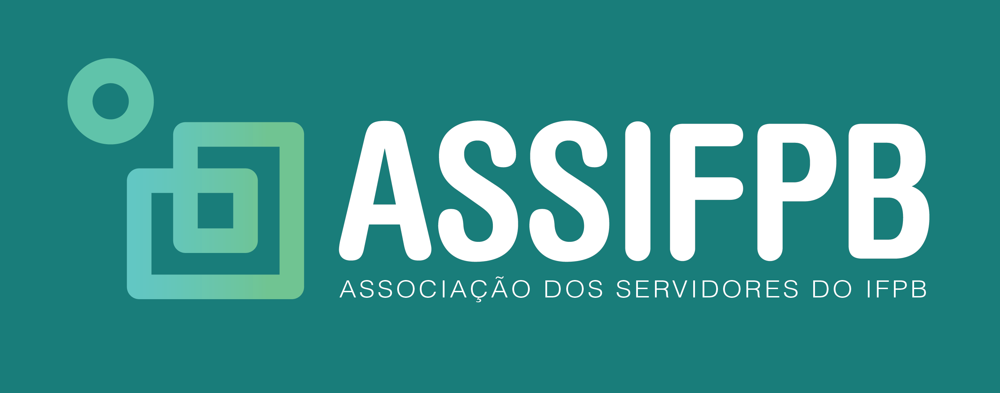 ASSIFPB
ASSOCIAÇÃO DOS SERVIDORES DO IFPB